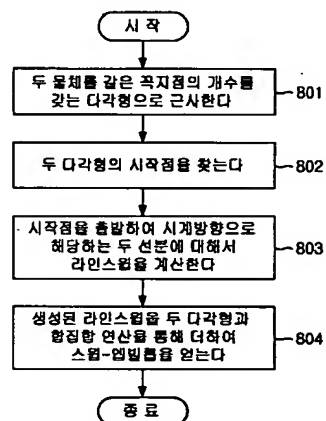 시 작
두 물체를 같은 꼭지점의 개수를
갖는 다각형으로 근사한다
801
두 다각형의 시작점을 찾는다
802
시작점을 출발하여 시계방향으로
해당하는 두 선분에 대해서
라인스윕을 계산한다
803
생성된 라인스윕을 두 다각형과
합집합 연산을 통해 더하여
스윕-엔빌롭을 얻는다
804
종 료